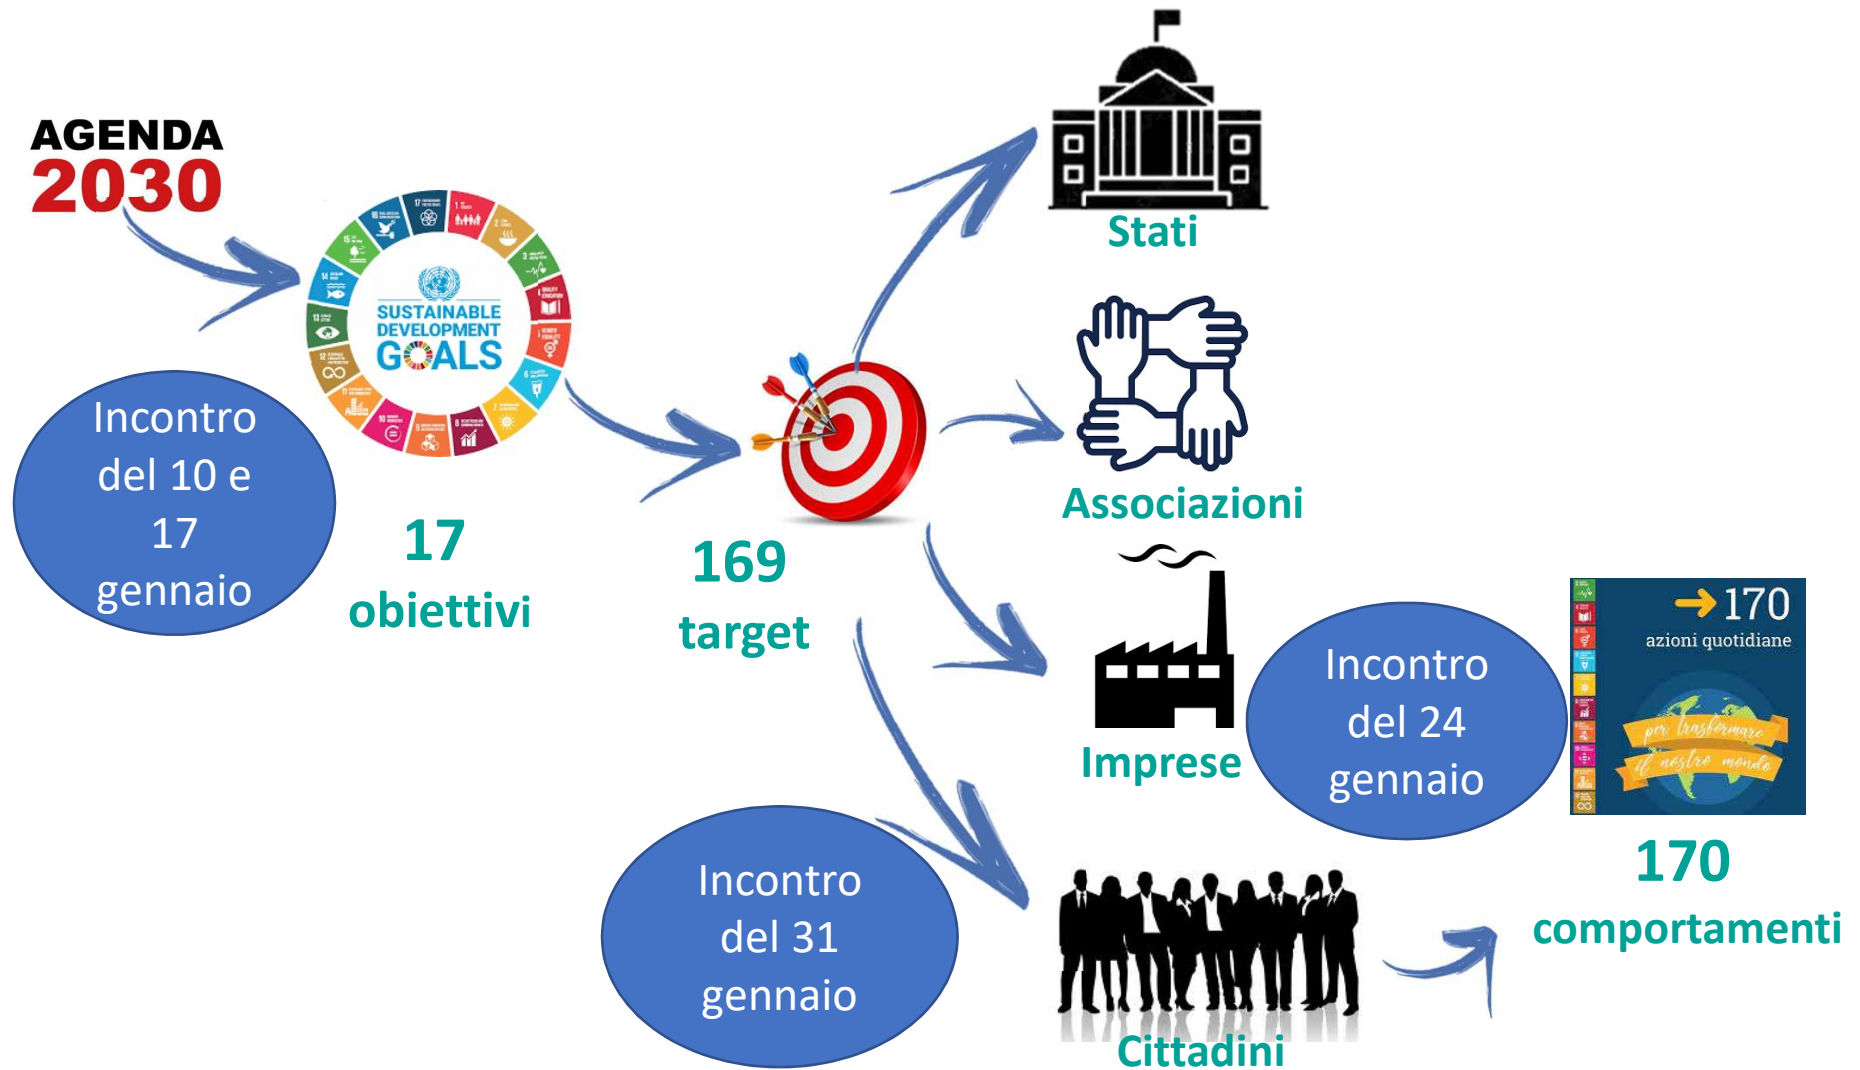 AGENDA
2030
SUSTAINABLE
DEVELOPMENT
GOALS
Incontro
del 10 e
17
gennaio
17
obiettivi
169
target
Stati
Associazioni
Imprese
Incontro
del 24
gennaio
Incontro
del 31
gennaio
Cittadini
→170
azioni quotidiane
per trasformare
il nostro mondo
170
comportamenti